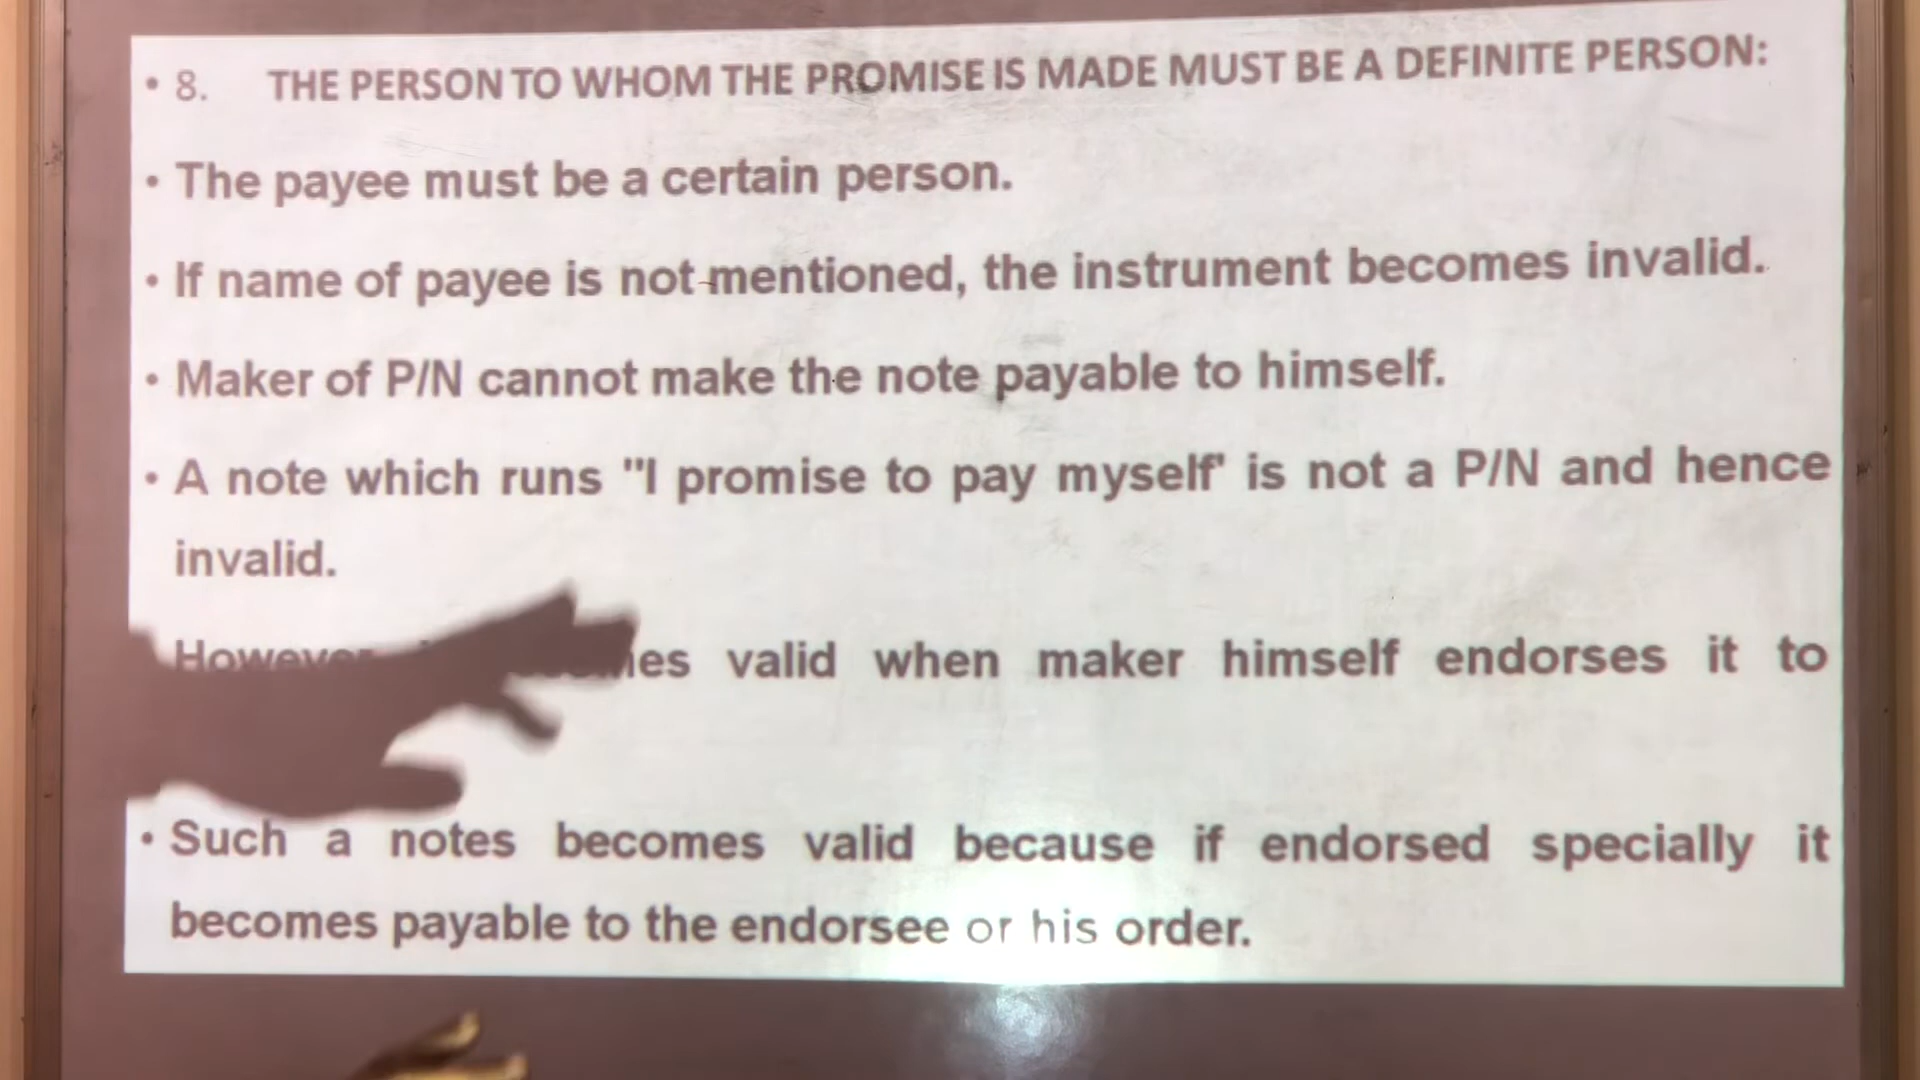 • 8. THE PERSON TO WHOM THE PROMISE IS MADE MUST BE A DEFINITE PERSON:
• The payee must be a certain person.
• If name of payee is not mentioned, the instrument becomes invalid.
• Maker of P/N cannot make the note payable to himself.
• A note which runs "I promise to pay myself' is not a P/N and hence
invalid.
However valid when maker himself endorses it to
• Such a notes becomes valid because if endorsed specially it
becomes payable to the endorsee or his order.